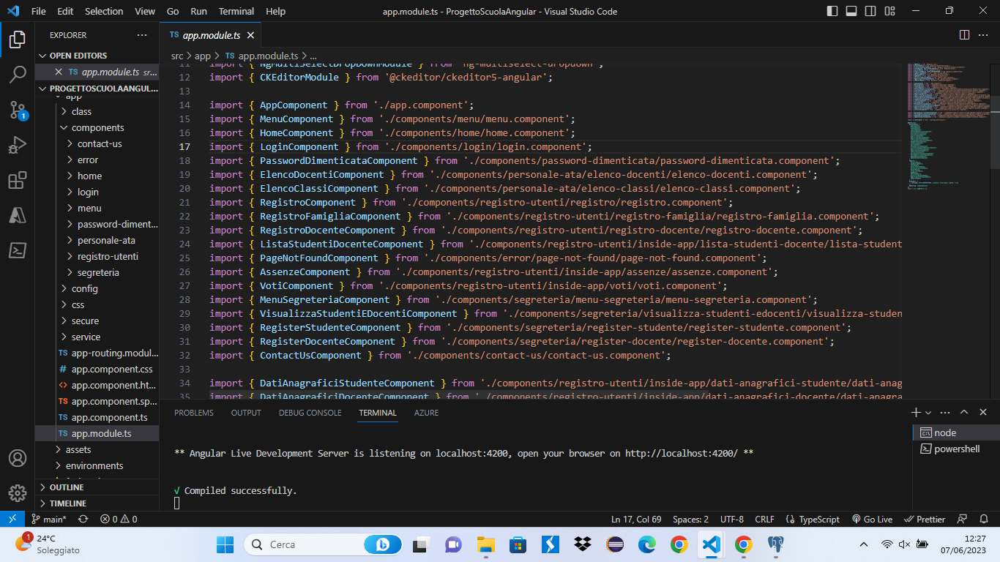 File Edit Selection View Go Run Terminal Help
app.module.ts - ProgettoScuolaAngular - Visual Studio Code
EXPLORER
OPEN EDITORS
TS app.module.ts sr...
PROGETTOSCUOLAANGUL...
app
class
components
contact-us
error
home
login
menu
password-diment...
personale-ata
registro-utenti
segreteria
config
css
secure
service
TS app-routing.modul...
# app.component.css
<> app.component.ht...
TS app.component.sp...
TS app.component.ts
TS app.module.ts
assets
environments
OUTLINE
TIMELINE
1
TS app.module.ts
src > app > TS app.module.ts > ...
11 import { NgMultiSelectDropDownModule } from 'ng-multiselect-dropdown';
12 import { CKEditorModule } from '@ckeditor/ckeditor5-angular';
13
14 import { AppComponent } from './app.component';
15 import { MenuComponent } from './components/menu/menu.component';
16 import { HomeComponent } from './components/home/home.component';
17 import { LoginComponent } from './components/login/login.component';
18 import { PasswordDimenticataComponent } from './components/password-dimenticata/password-dimenticata.component';
19 import { ElencoDocentiComponent } from './components/personale-ata/elenco-docenti/elenco-docenti.component';
20 import { ElencoClassiComponent } from './components/personale-ata/elenco-classi/elenco-classi.component';
21 import { RegistroComponent } from './components/registro-utenti/registro/registro.component';
22 import { RegistroFamigliaComponent } from './components/registro-utenti/registro-famiglia/registro-famiglia.component';
23 import { RegistroDocenteComponent } from './components/registro-utenti/registro-docente/registro-docente.component';
24 import { ListaStudentiDocenteComponent } from './components/registro-utenti/inside-app/lista-studenti-docente/lista-student
25 import { PageNotFoundComponent } from './components/error/page-not-found/page-not-found.component';
26 import { AssenzeComponent } from './components/registro-utenti/inside-app/assenze/assenze.component';
27 import { VotiComponent } from './components/registro-utenti/inside-app/voti/voti.component';
28 import { MenuSegreteriaComponent } from './components/segreteria/menu-segreteria/menu-segreteria.component';
29 import { VisualizzaStudentiEDocentiComponent } from './components/segreteria/visualizza-studenti-edocenti/visualizza-studen
30 import { RegisterStudenteComponent } from './components/segreteria/register-studente/register-studente.component';
31 import { RegisterDocenteComponent } from './components/segreteria/register-docente/register-docente.component';
32 import { ContactUsComponent } from './components/contact-us/contact-us.component';
33
34 import { DatiAnagraficiStudenteComponent } from './components/registro-utenti/inside-app/dati-anagrafici-studente/dati-anag
35 import { DatiAnagraficiDocenteComponent } from './components/registro-utenti/inside-app/dati-anagrafici-docente/dati-anagra
PROBLEMS OUTPUT DEBUG CONSOLE TERMINAL AZURE
** Angular Live Development Server is listening on localhost:4200, open your browser on http://localhost:4200/ **
√ Compiled successfully.
node
powershell
main* 0 0
Ln 17, Col 69 Spaces: 2 UTF-8 CRLF {} TypeScript Go Live Prettier
1
24°C
Soleggiato
Cerca
12:27
07/06/2023